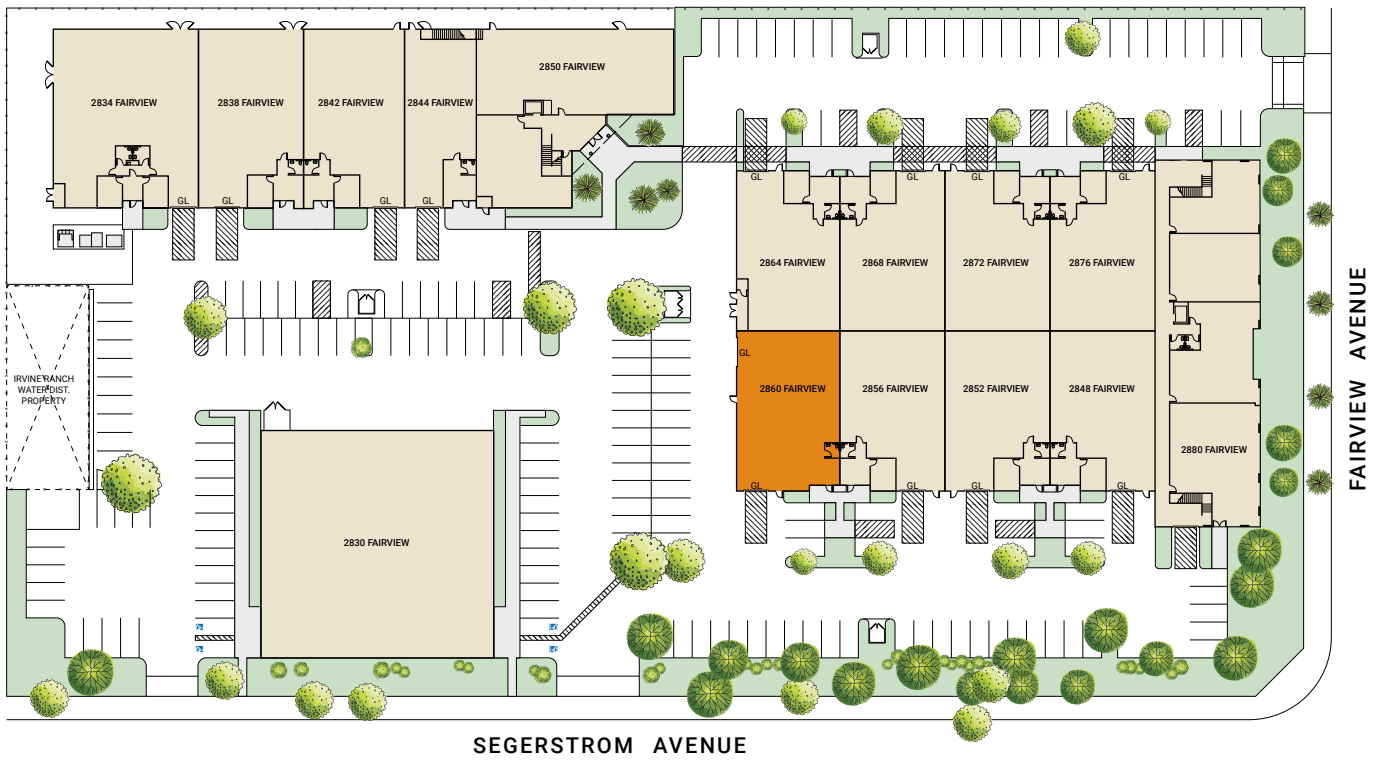 2850 FAIRVIEW
2834 FAIRVIEW
2838 FAIRVIEW
2842 FAIRVIEW
2844 FAIRVIEW
GL
GL
GL
GL
GL
GL
GL
GL
2864 FAIRVIEW
2868 FAIRVIEW
2872 FAIRVIEW
2876 FAIRVIEW
GL
2860 FAIRVIEW
2856 FAIRVIEW
2852 FAIRVIEW
2848 FAIRVIEW
2880 FAIRVIEW
GL
GL
GL
GL
IRVINE RANCH
WATER DIST.
PROPERTY
2830 FAIRVIEW
FAIRVIEW AVENUE
SEGERSTROM AVENUE